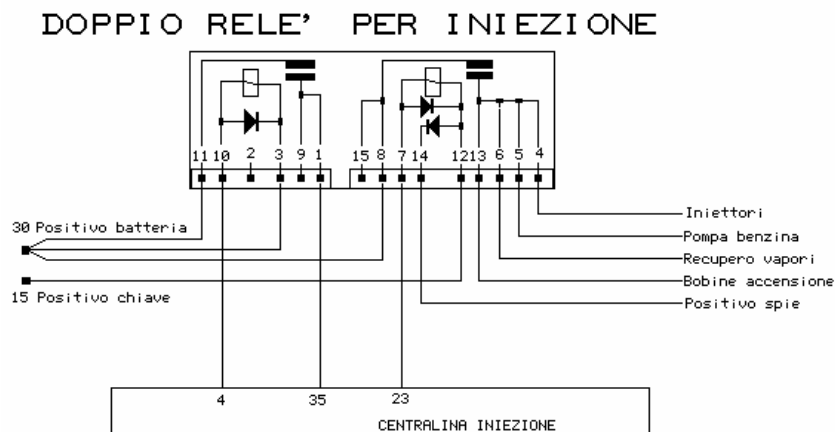 DOPPIO RELE' PER INIEZIONE
11 10 2 3 9 1 15 8 7 14 12 13 6 5 4
30 Positivo batteria
15 Positivo chiave
Iniettori
Pompa benzina
Recupero vapori
Bobine accensione
Positivo spie
4 35 23
CENTRALINA INIEZIONE